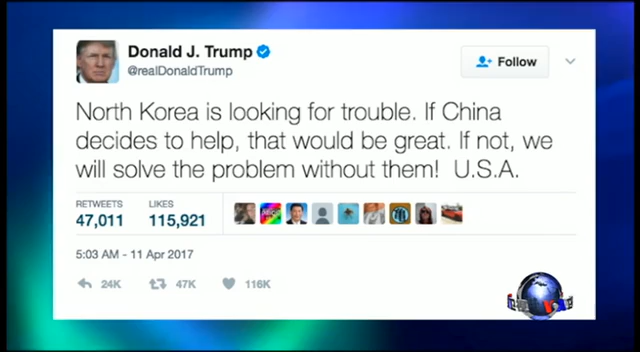 Donald J. Trump
@realDonaldTrump
Follow
North Korea is looking for trouble. If China
decides to help, that would be great. If not, we
will solve the problem without them!  U.S.A.
RETWEETS
LIKES
47,011
115,921
5:03 AM - 11 Apr 2017
24K
47K
116K